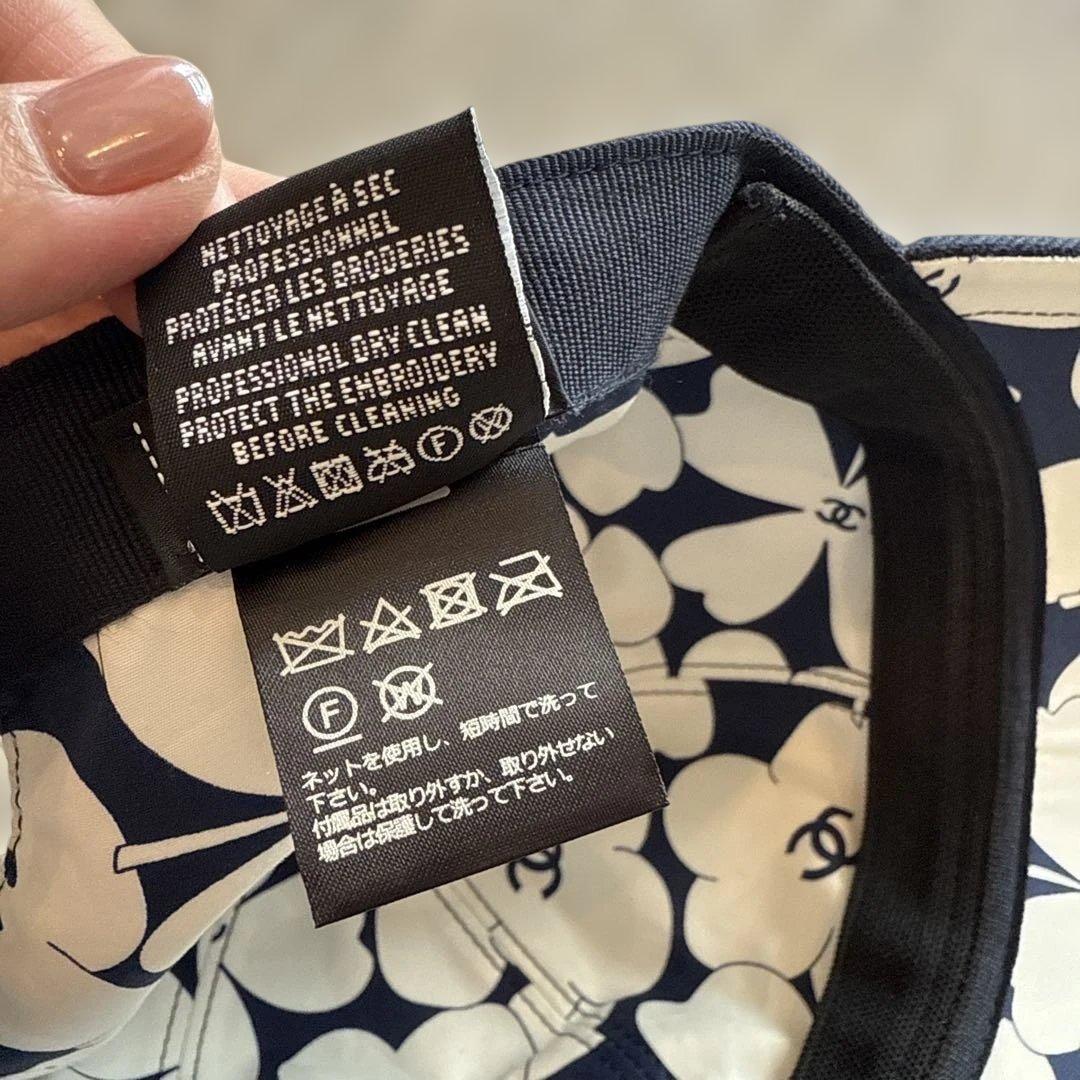 NETTOYAGE À SEC
PROFESSIONNEL
PROTÉGER LES BRODERIES
AVANT LE NETTOYAGE
PROFESSIONAL DRY CLEAN
PROTECT THE EMBROIDERY
BEFORE CLEANING
F W
F W
ネットを使用し、短時間で洗って
下さい。
付属品は取り外すか、取り外せない
場合は保護して洗って下さい。